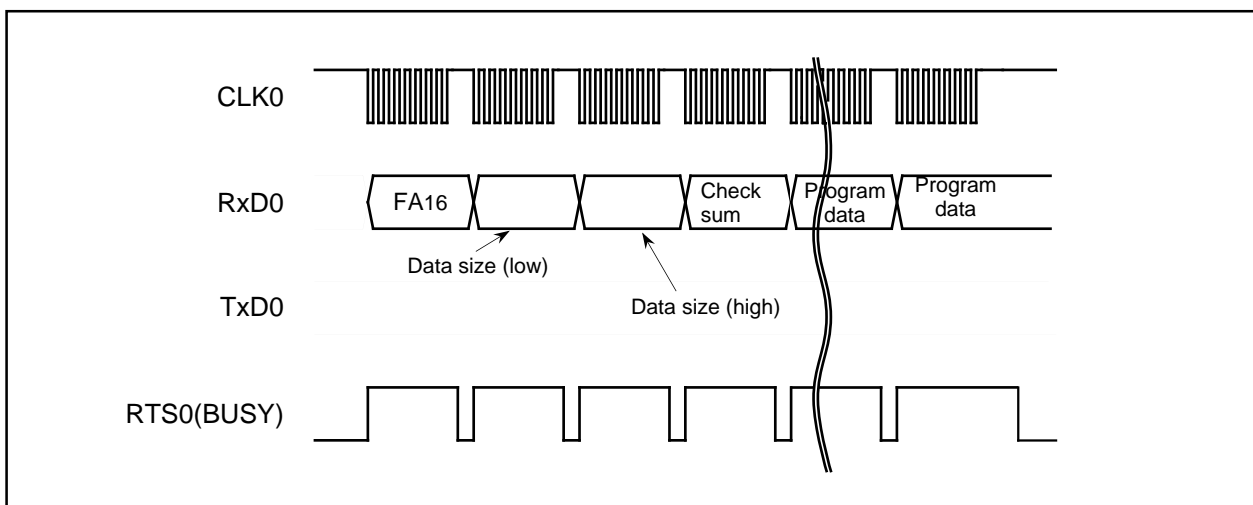 CLK0
RxD0
FA16
Check
sum
Program
data
Program
data
Data size (low)
Data size (high)
TxD0
RTS0(BUSY)